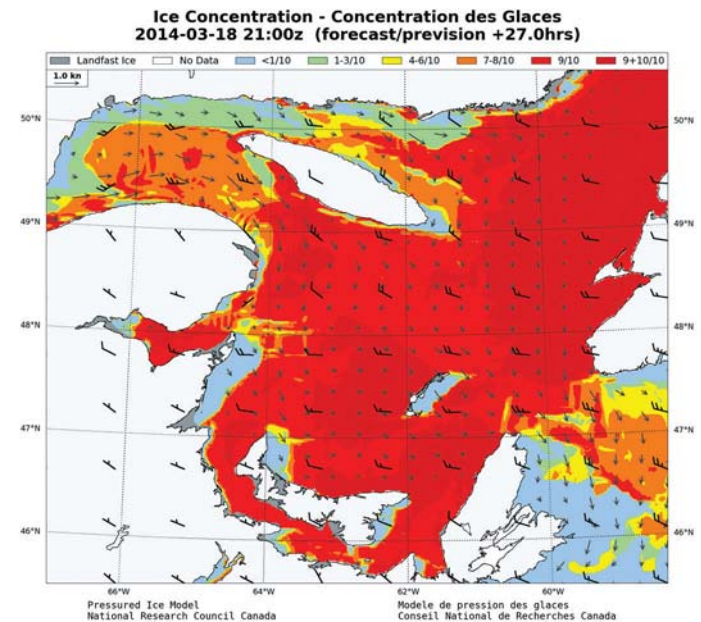 Ice Concentration - Concentration des Glaces
2014-03-18 21:00z (forecast/prevision +27.0hrs)
Landfast Ice No Data <1/10 1-3/10 4-6/10 7-8/10 9/10 9+10/10
1.0 kn
50°N 50°N
49°N 49°N
48°N 48°N
47°N 47°N
46°N 46°N
66°W 64°W 62°W 60°W
Pressured Ice Model Modele de pression des glaces
National Research Council Canada Conseil National de Recherches Canada